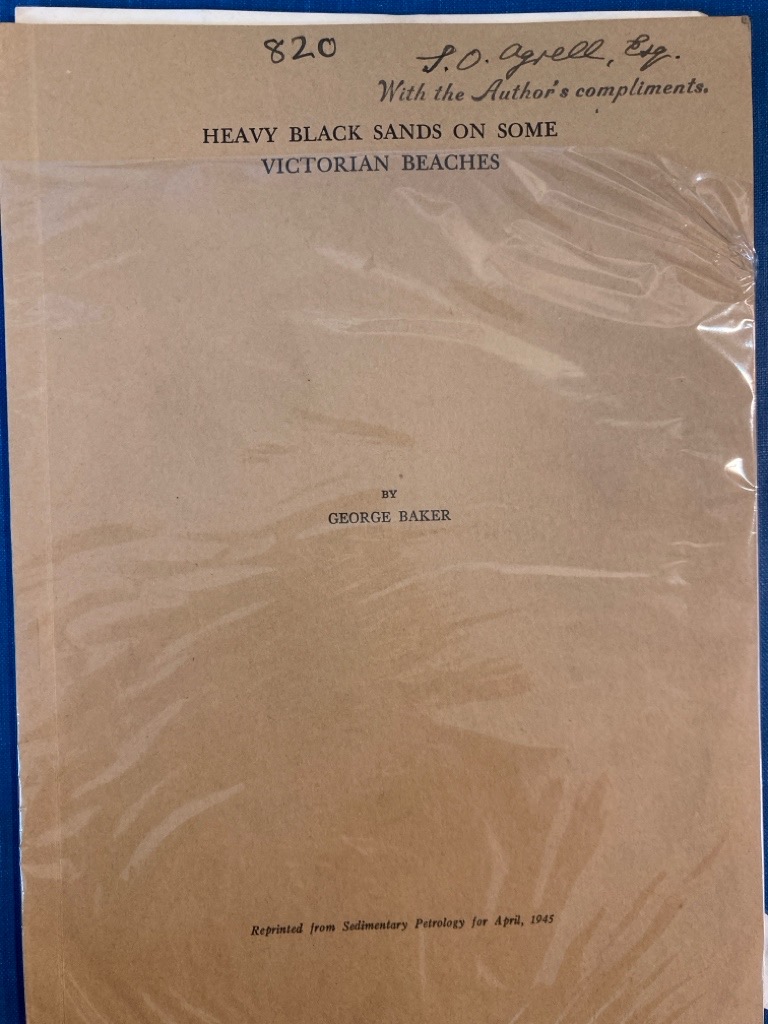 820
S. O. Agrell, Esq.
With the Author's compliments.
HEAVY BLACK SANDS ON SOME
VICTORIAN BEACHES
BY
GEORGE BAKER
Reprinted from Sedimentary Petrology for April, 1945